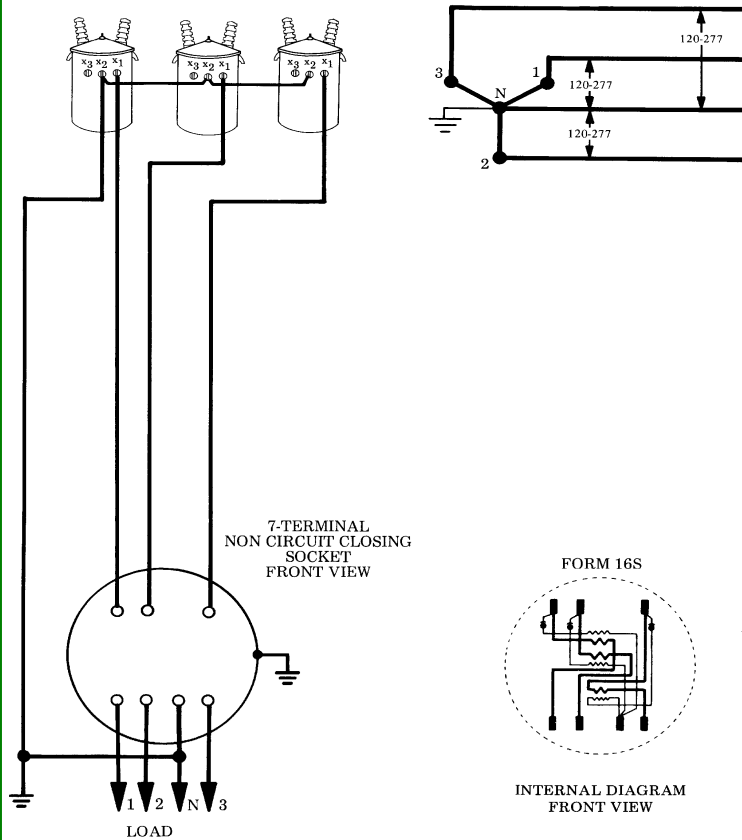 x3 x2 x1
x3 x2 x1
x3 x2 x1
3
N
1
2
120-277
120-277
120-277
7-TERMINAL
NON CIRCUIT CLOSING
SOCKET
FRONT VIEW
FORM 16S
1 2 N 3
LOAD
INTERNAL DIAGRAM
FRONT VIEW